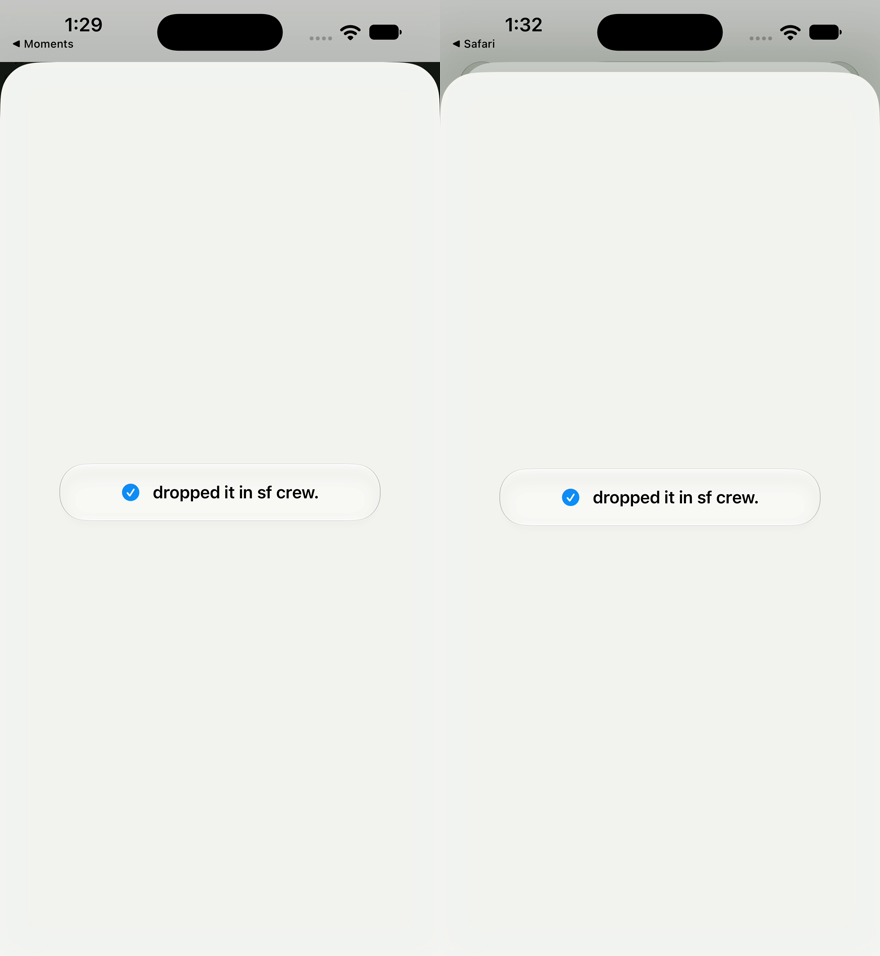 1:29
◀ Moments
dropped it in sf crew.
1:32
◀ Safari
dropped it in sf crew.